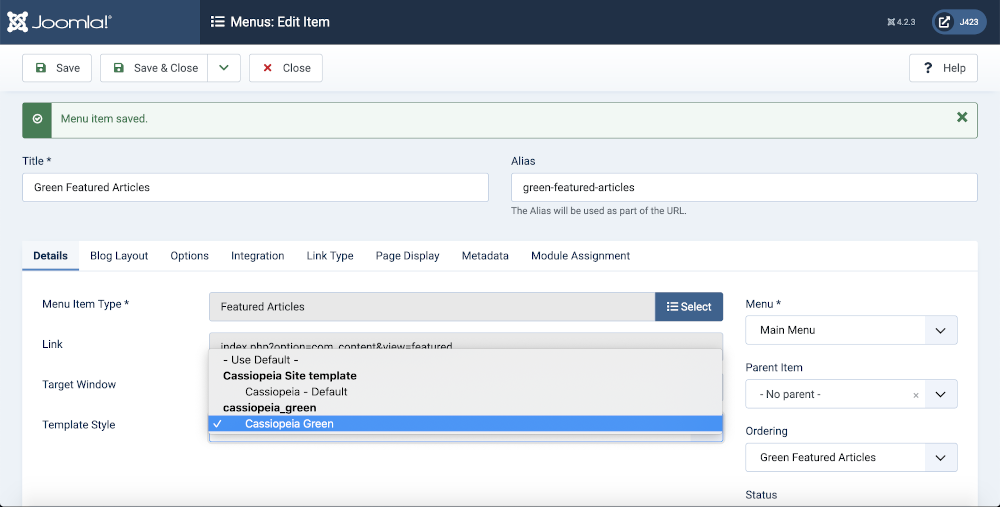 Joomla!® Menus: Edit Item 4.2.3 J423
Save Save & Close Close ? Help
Menu item saved.
Title * Alias
Green Featured Articles green-featured-articles
The Alias will be used as part of the URL.
Details Blog Layout Options Integration Link Type Page Display Metadata Module Assignment
Menu Item Type * Featured Articles Select
Menu *
Main Menu
Link index.php?option=com_content&view=featured
- Use Default -
Cassiopeia Site template
Target Window Cassiopeia - Default
cassiopeia_green
Template Style ✓ Cassiopeia Green
Parent Item
- No parent - ×
Ordering
Green Featured Articles
Status